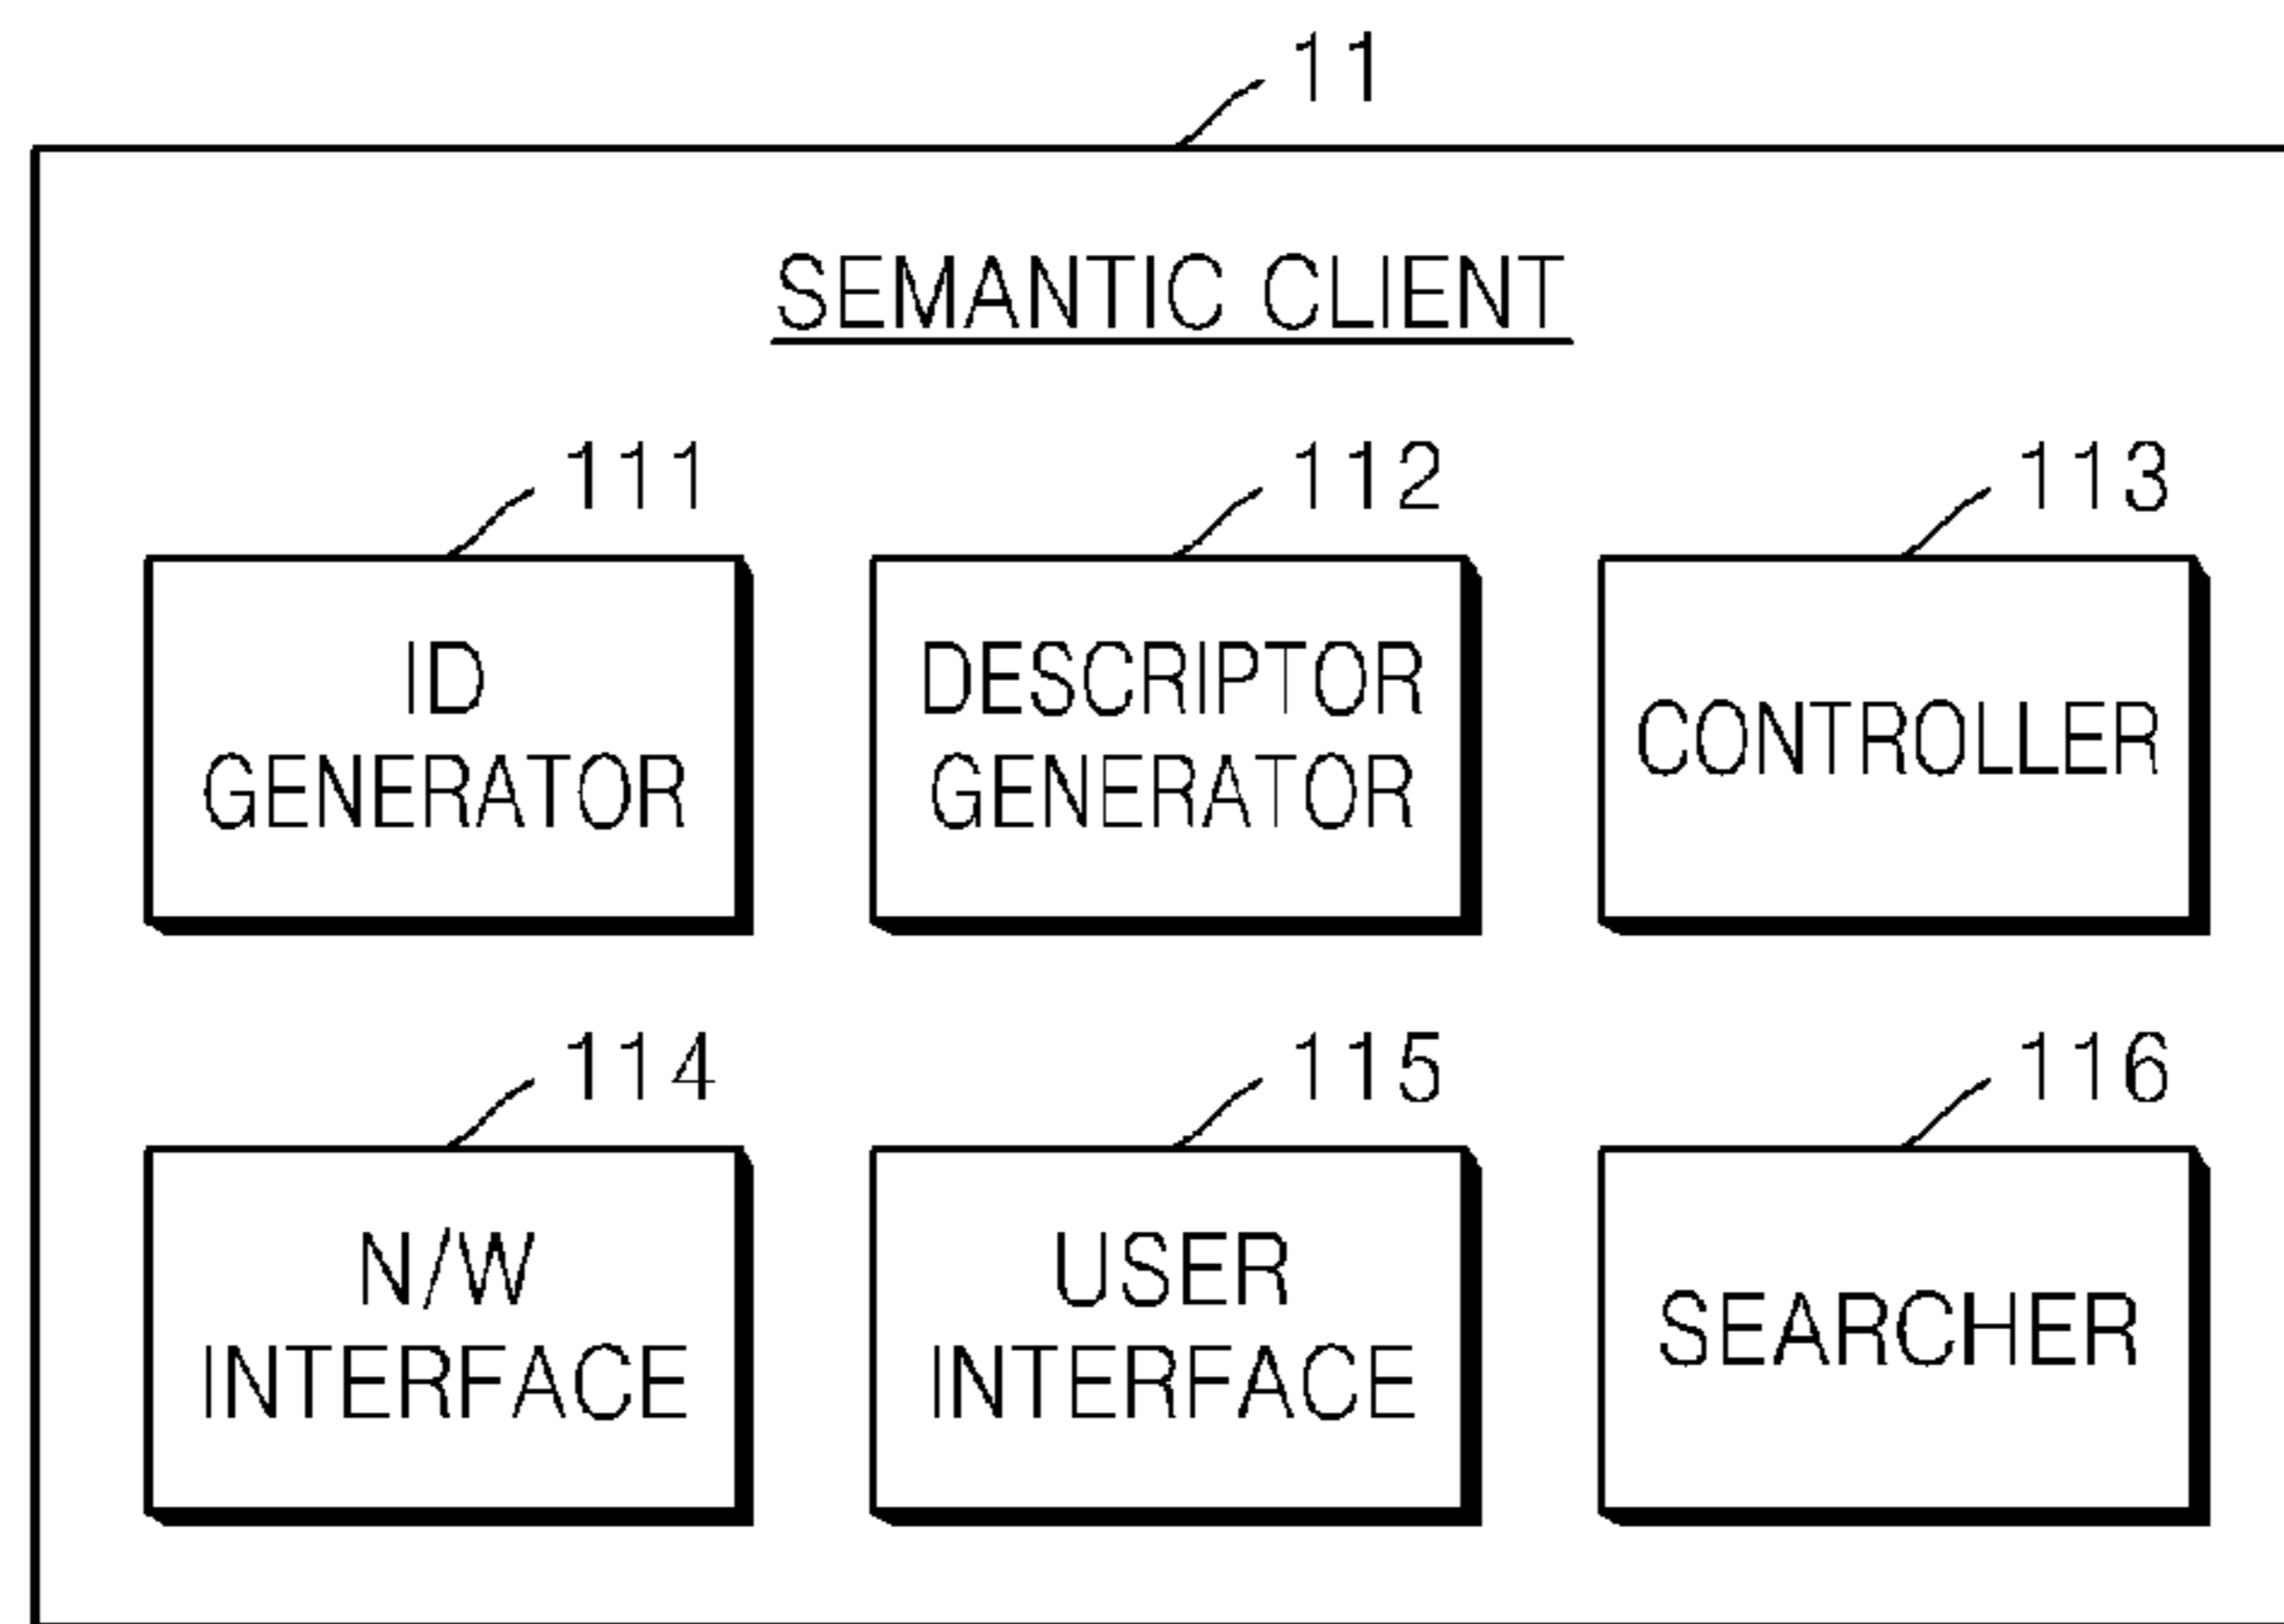 11
SEMANTIC CLIENT
111
112
113
ID
GENERATOR
DESCRIPTOR
GENERATOR
CONTROLLER
114
115
116
N/W
INTERFACE
USER
INTERFACE
SEARCHER